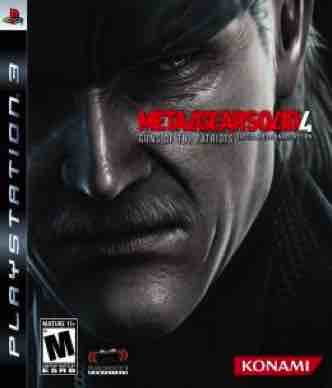 PLAYSTATION 3
METAL GEAR SOLID 4
GUNS OF THE PATRIOTS
MATURE 17+
M
ESRB
KONAMI